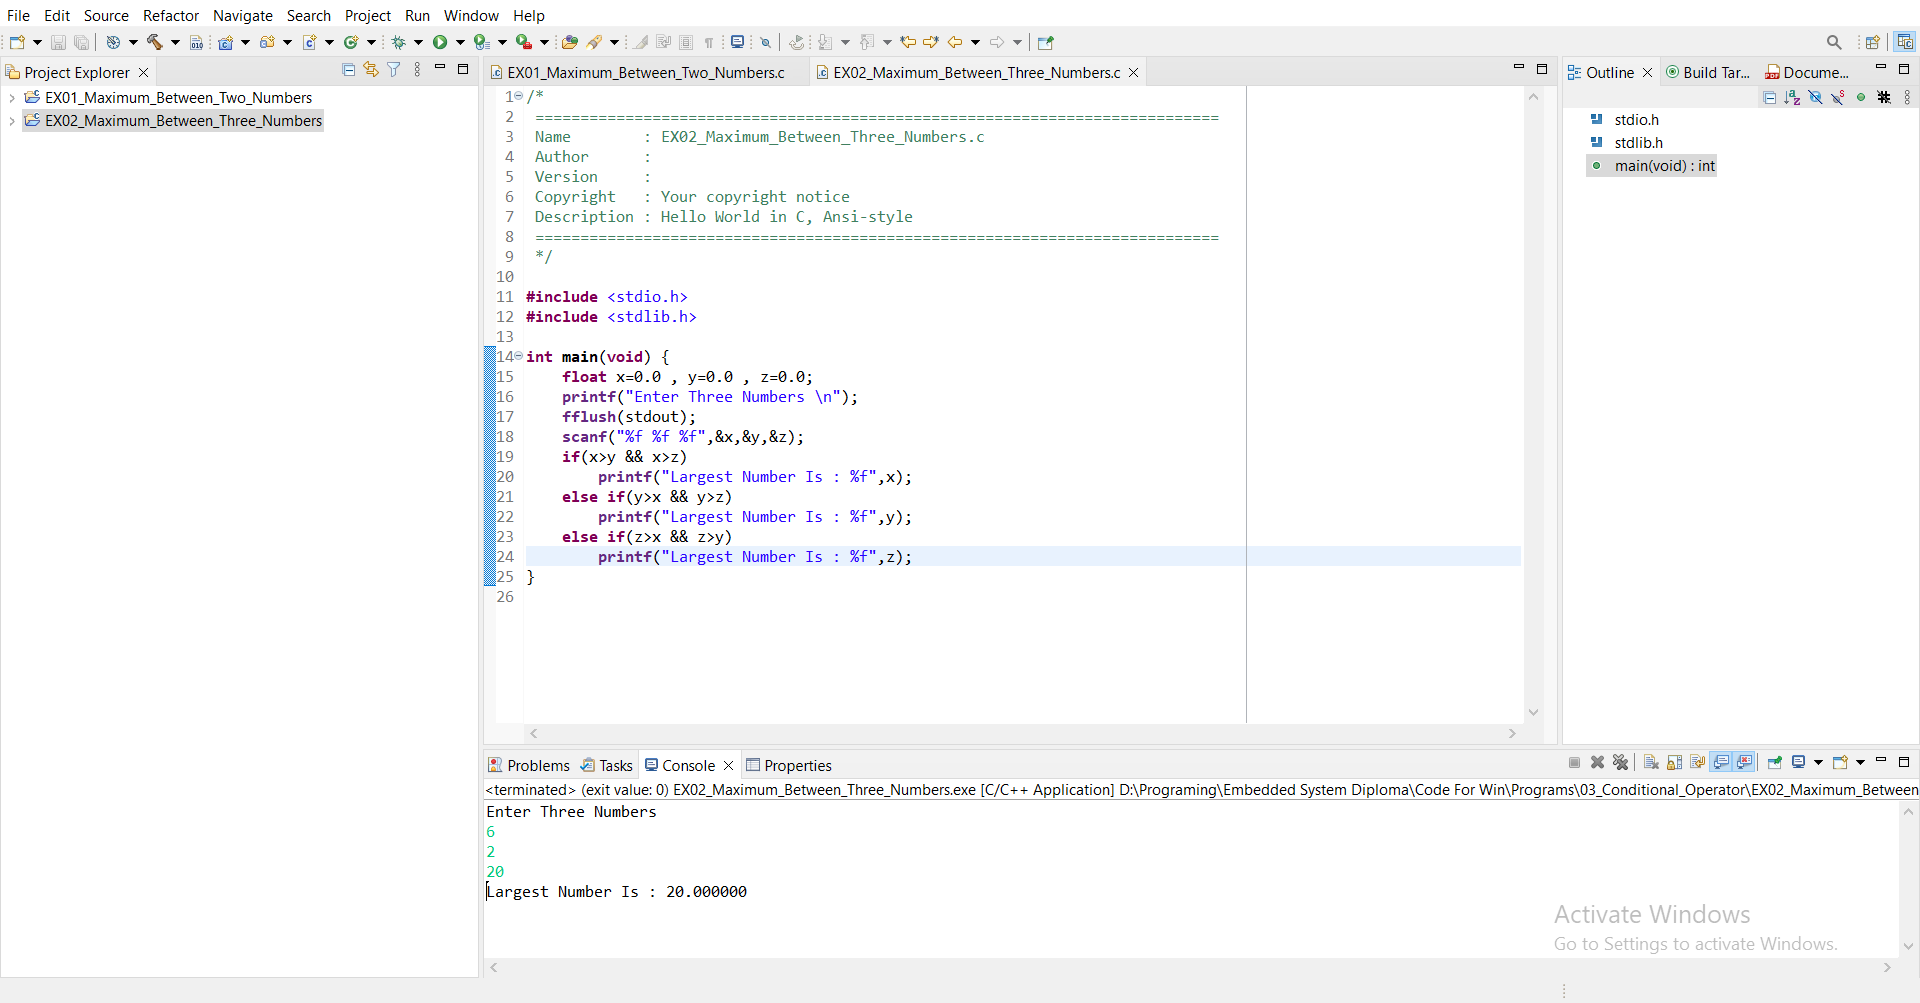 File Edit Source Refactor Navigate Search Project Run Window Help
Project Explorer
EX01_Maximum_Between_Two_Numbers
EX02_Maximum_Between_Three_Numbers
EX01_Maximum_Between_Two_Numbers.c EX02_Maximum_Between_Three_Numbers.c
1 /*
2 ============================================================================
3 Name : EX02_Maximum_Between_Three_Numbers.c
4 Author :
5 Version :
6 Copyright : Your copyright notice
7 Description : Hello World in C, Ansi-style
8 ============================================================================
9 */
10
11 #include <stdio.h>
12 #include <stdlib.h>
13
14 int main(void) {
15 float x=0.0 , y=0.0 , z=0.0;
16 printf("Enter Three Numbers \n");
17 fflush(stdout);
18 scanf("%f %f %f",&x,&y,&z);
19 if(x>y && x>z)
20 printf("Largest Number Is : %f",x);
21 else if(y>x && y>z)
22 printf("Largest Number Is : %f",y);
23 else if(z>x && z>y)
24 printf("Largest Number Is : %f",z);
25 }
26
Outline Build Tar... Docume...
stdio.h
stdlib.h
main(void) : int
Problems Tasks Console Properties
<terminated> (exit value: 0) EX02_Maximum_Between_Three_Numbers.exe [C/C++ Application] D:\Programing\Embedded System Diploma\Code For Win\Programs\03_Conditional_Operator\EX02_Maximum_Between
Enter Three Numbers
6
2
20
Largest Number Is : 20.000000
Activate Windows
Go to Settings to activate Windows.